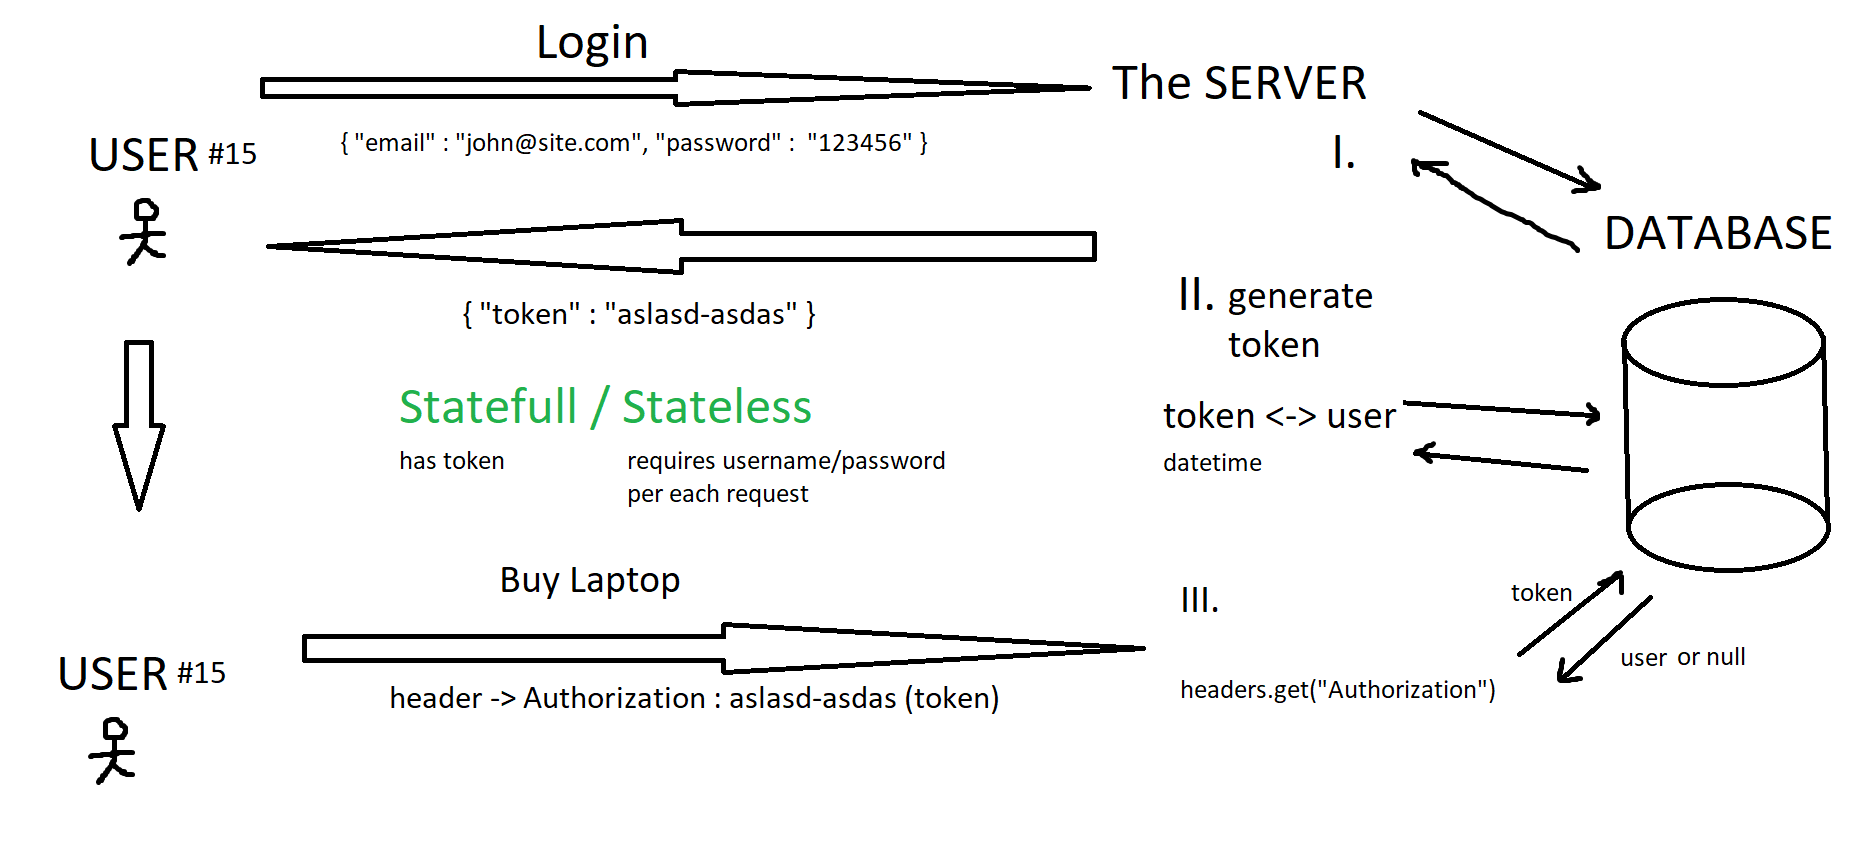 Login
The SERVER
{ "email" : "john@site.com", "password" :  "123456" }
I.
USER #15
DATABASE
II. generate
token
{ "token" : "aslasd-asdas" }
Statefull / Stateless
token <-> user
has token
requires username/password
per each request
datetime
Buy Laptop
III.
token
user or null
USER #15
header -> Authorization : aslasd-asdas (token)
headers.get("Authorization")